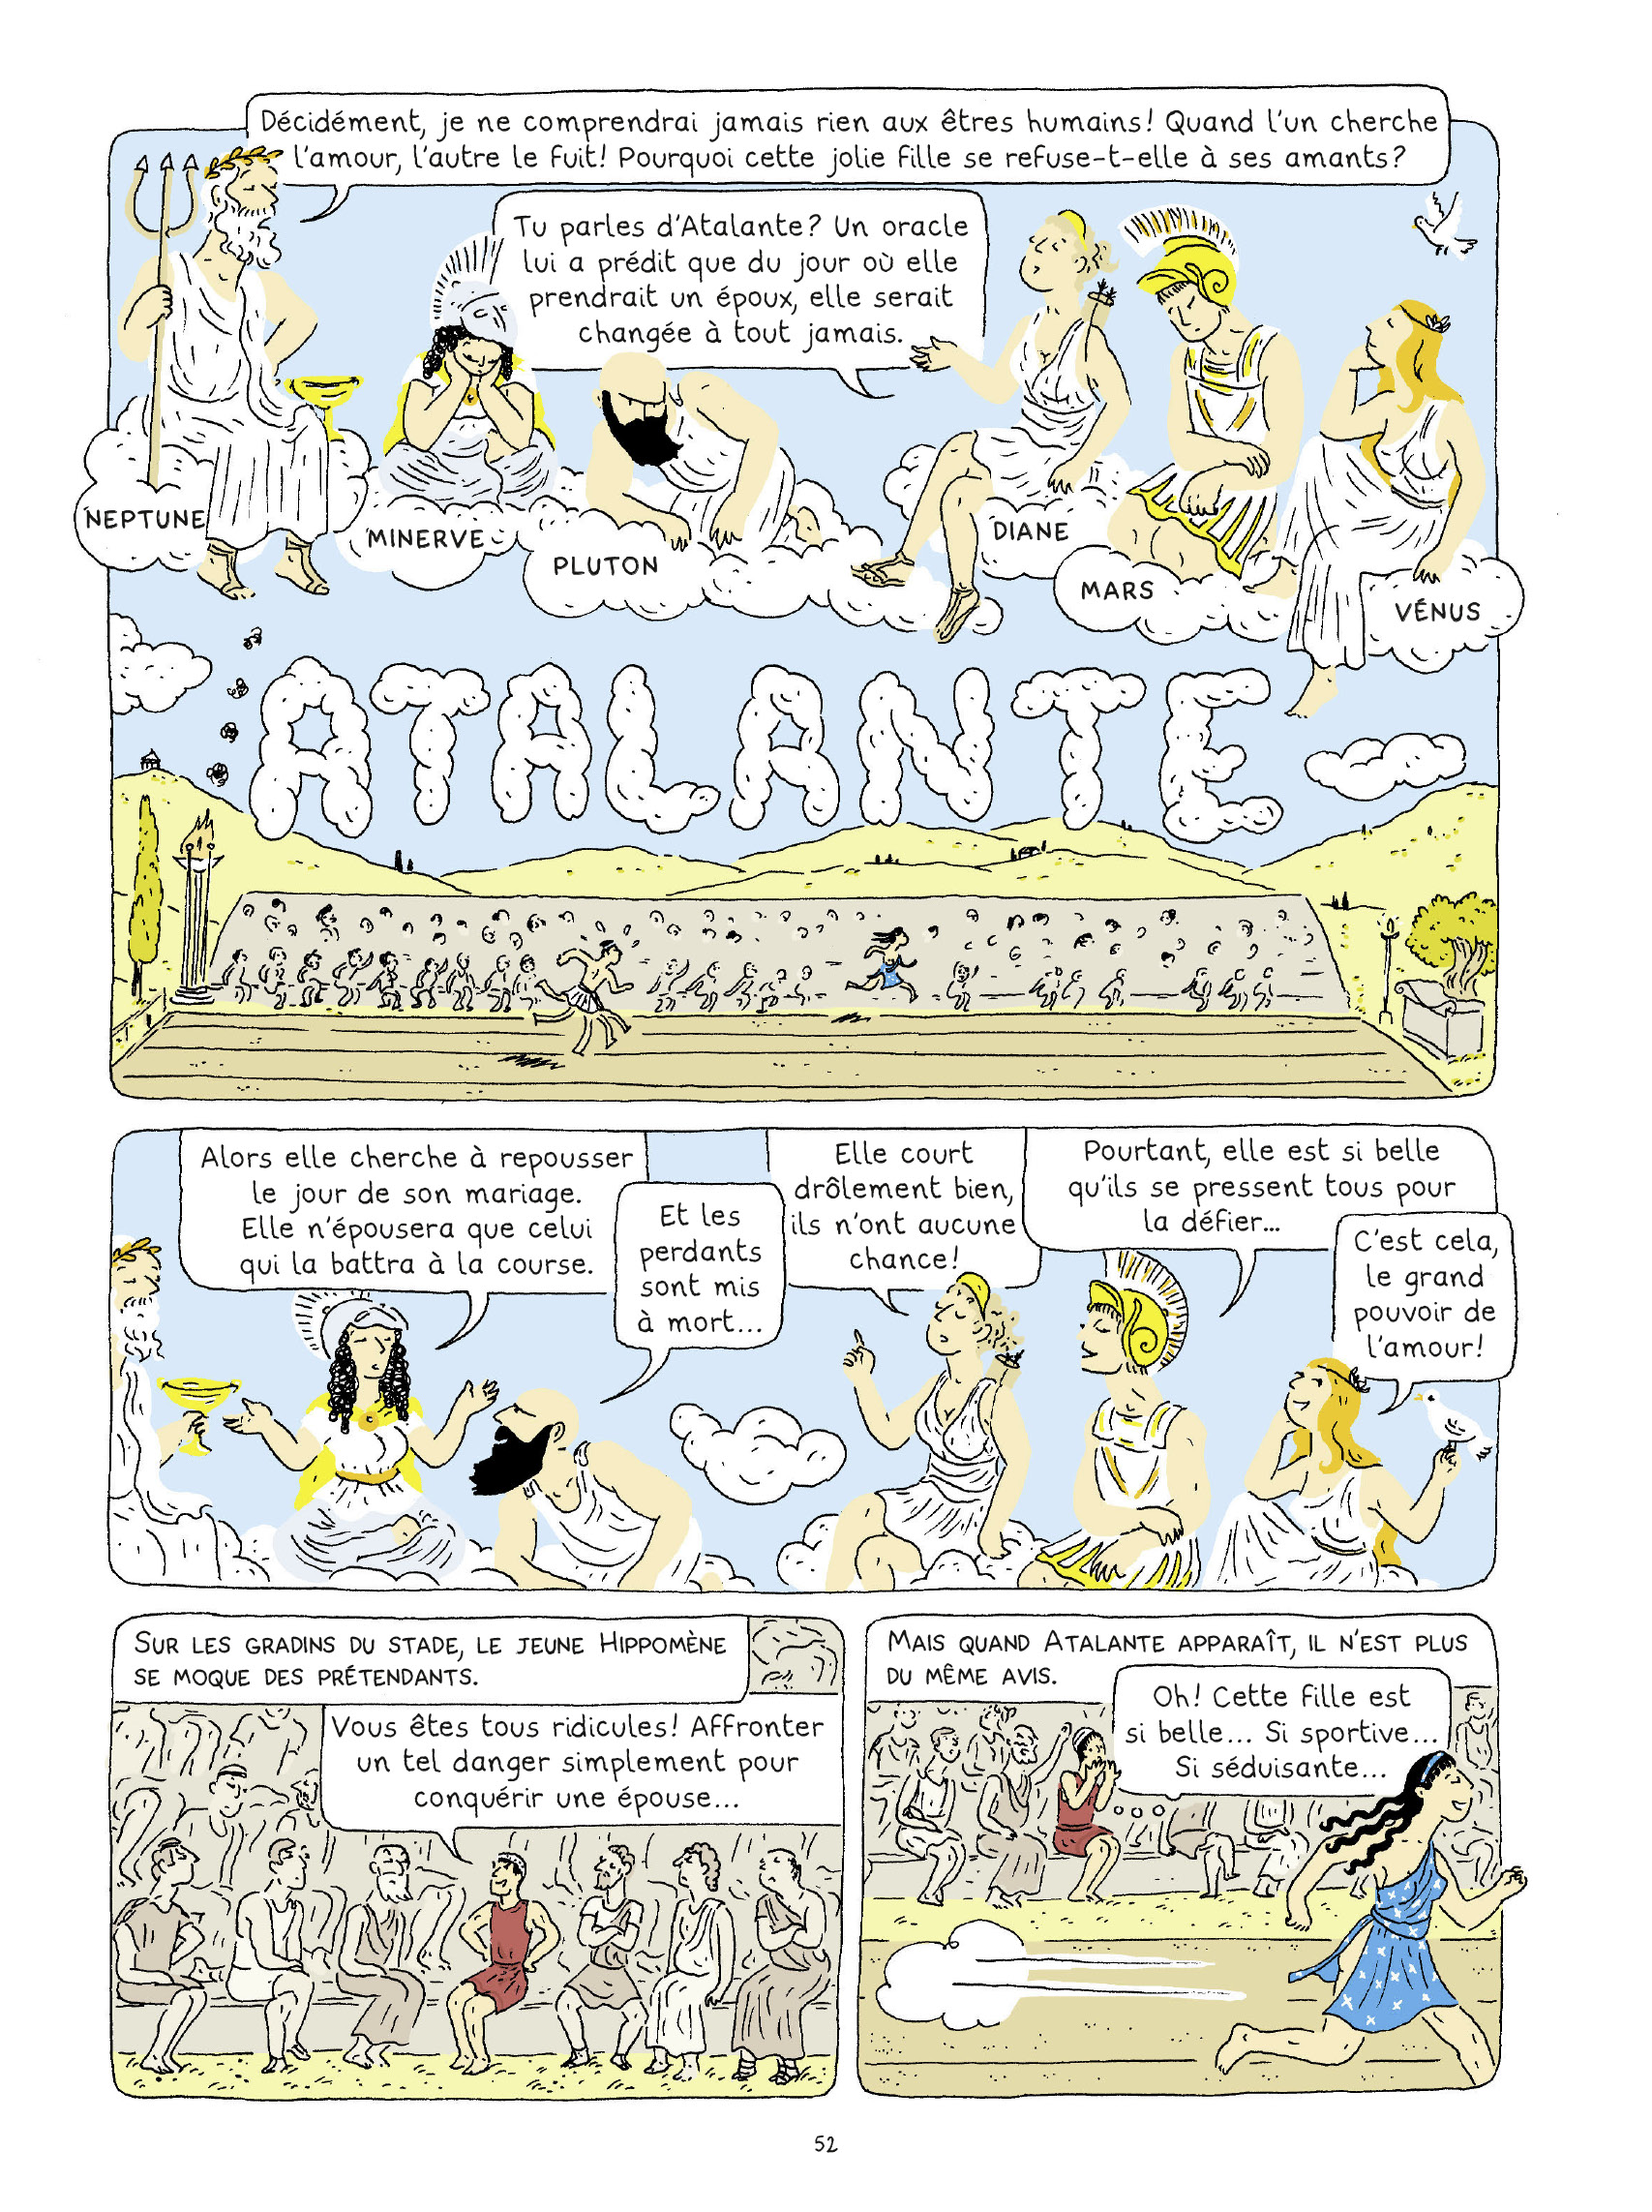 Décidément, je ne comprendrai jamais rien aux êtres humains! Quand l'un cherche
l'amour, l'autre le fuit! Pourquoi cette jolie fille se refuse-t-elle à ses amants?
Tu parles d'Atalante? Un oracle
lui a prédit que du jour où elle
prendrait un époux, elle serait
changée à tout jamais.
NEPTUNE
MINERVE
PLUTON
DIANE
MARS
VÉNUS
ATALANTE
Alors elle cherche à repousser
le jour de son mariage.
Elle n'épousera que celui
qui la battra à la course.
Et les
perdants
sont mis
à mort...
Elle court
drôlement bien,
ils n'ont aucune
chance!
Pourtant, elle est si belle
qu'ils se pressent tous pour
la défier...
C'est cela,
le grand
pouvoir de
l'amour!
SUR LES GRADINS DU STADE, LE JEUNE HIPPOMÈNE
SE MOQUE DES PRÉTENDANTS.
Vous êtes tous ridicules! Affronter
un tel danger simplement pour
conquérir une épouse...
MAIS QUAND ATALANTE APPARAÎT, IL N'EST PLUS
DU MÊME AVIS.
Oh! Cette fille est
si belle... Si sportive...
Si séduisante...
52